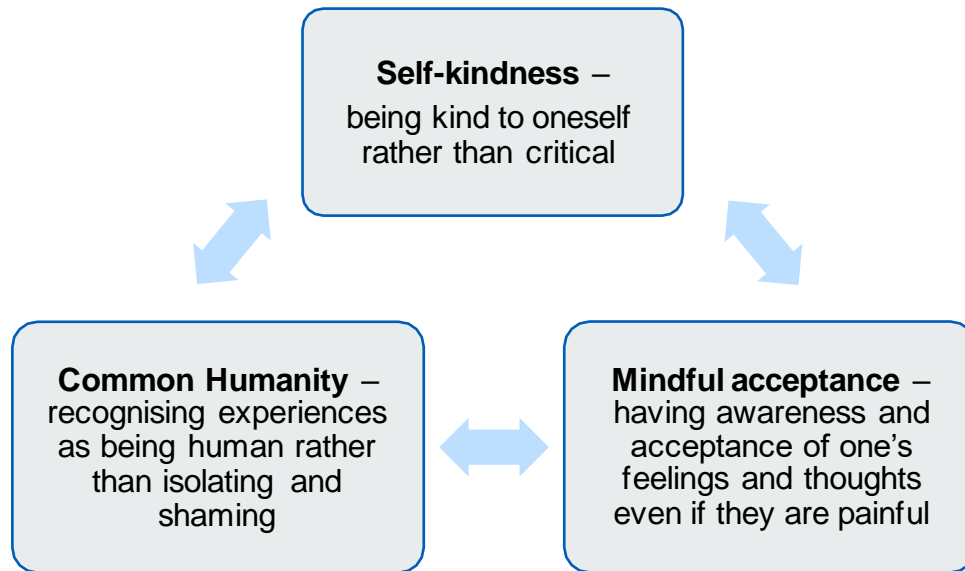 Self-kindness –
being kind to oneself
rather than critical
Common Humanity –
recognising experiences
as being human rather
than isolating and
shaming
Mindful acceptance –
having awareness and
acceptance of one’s
feelings and thoughts
even if they are painful